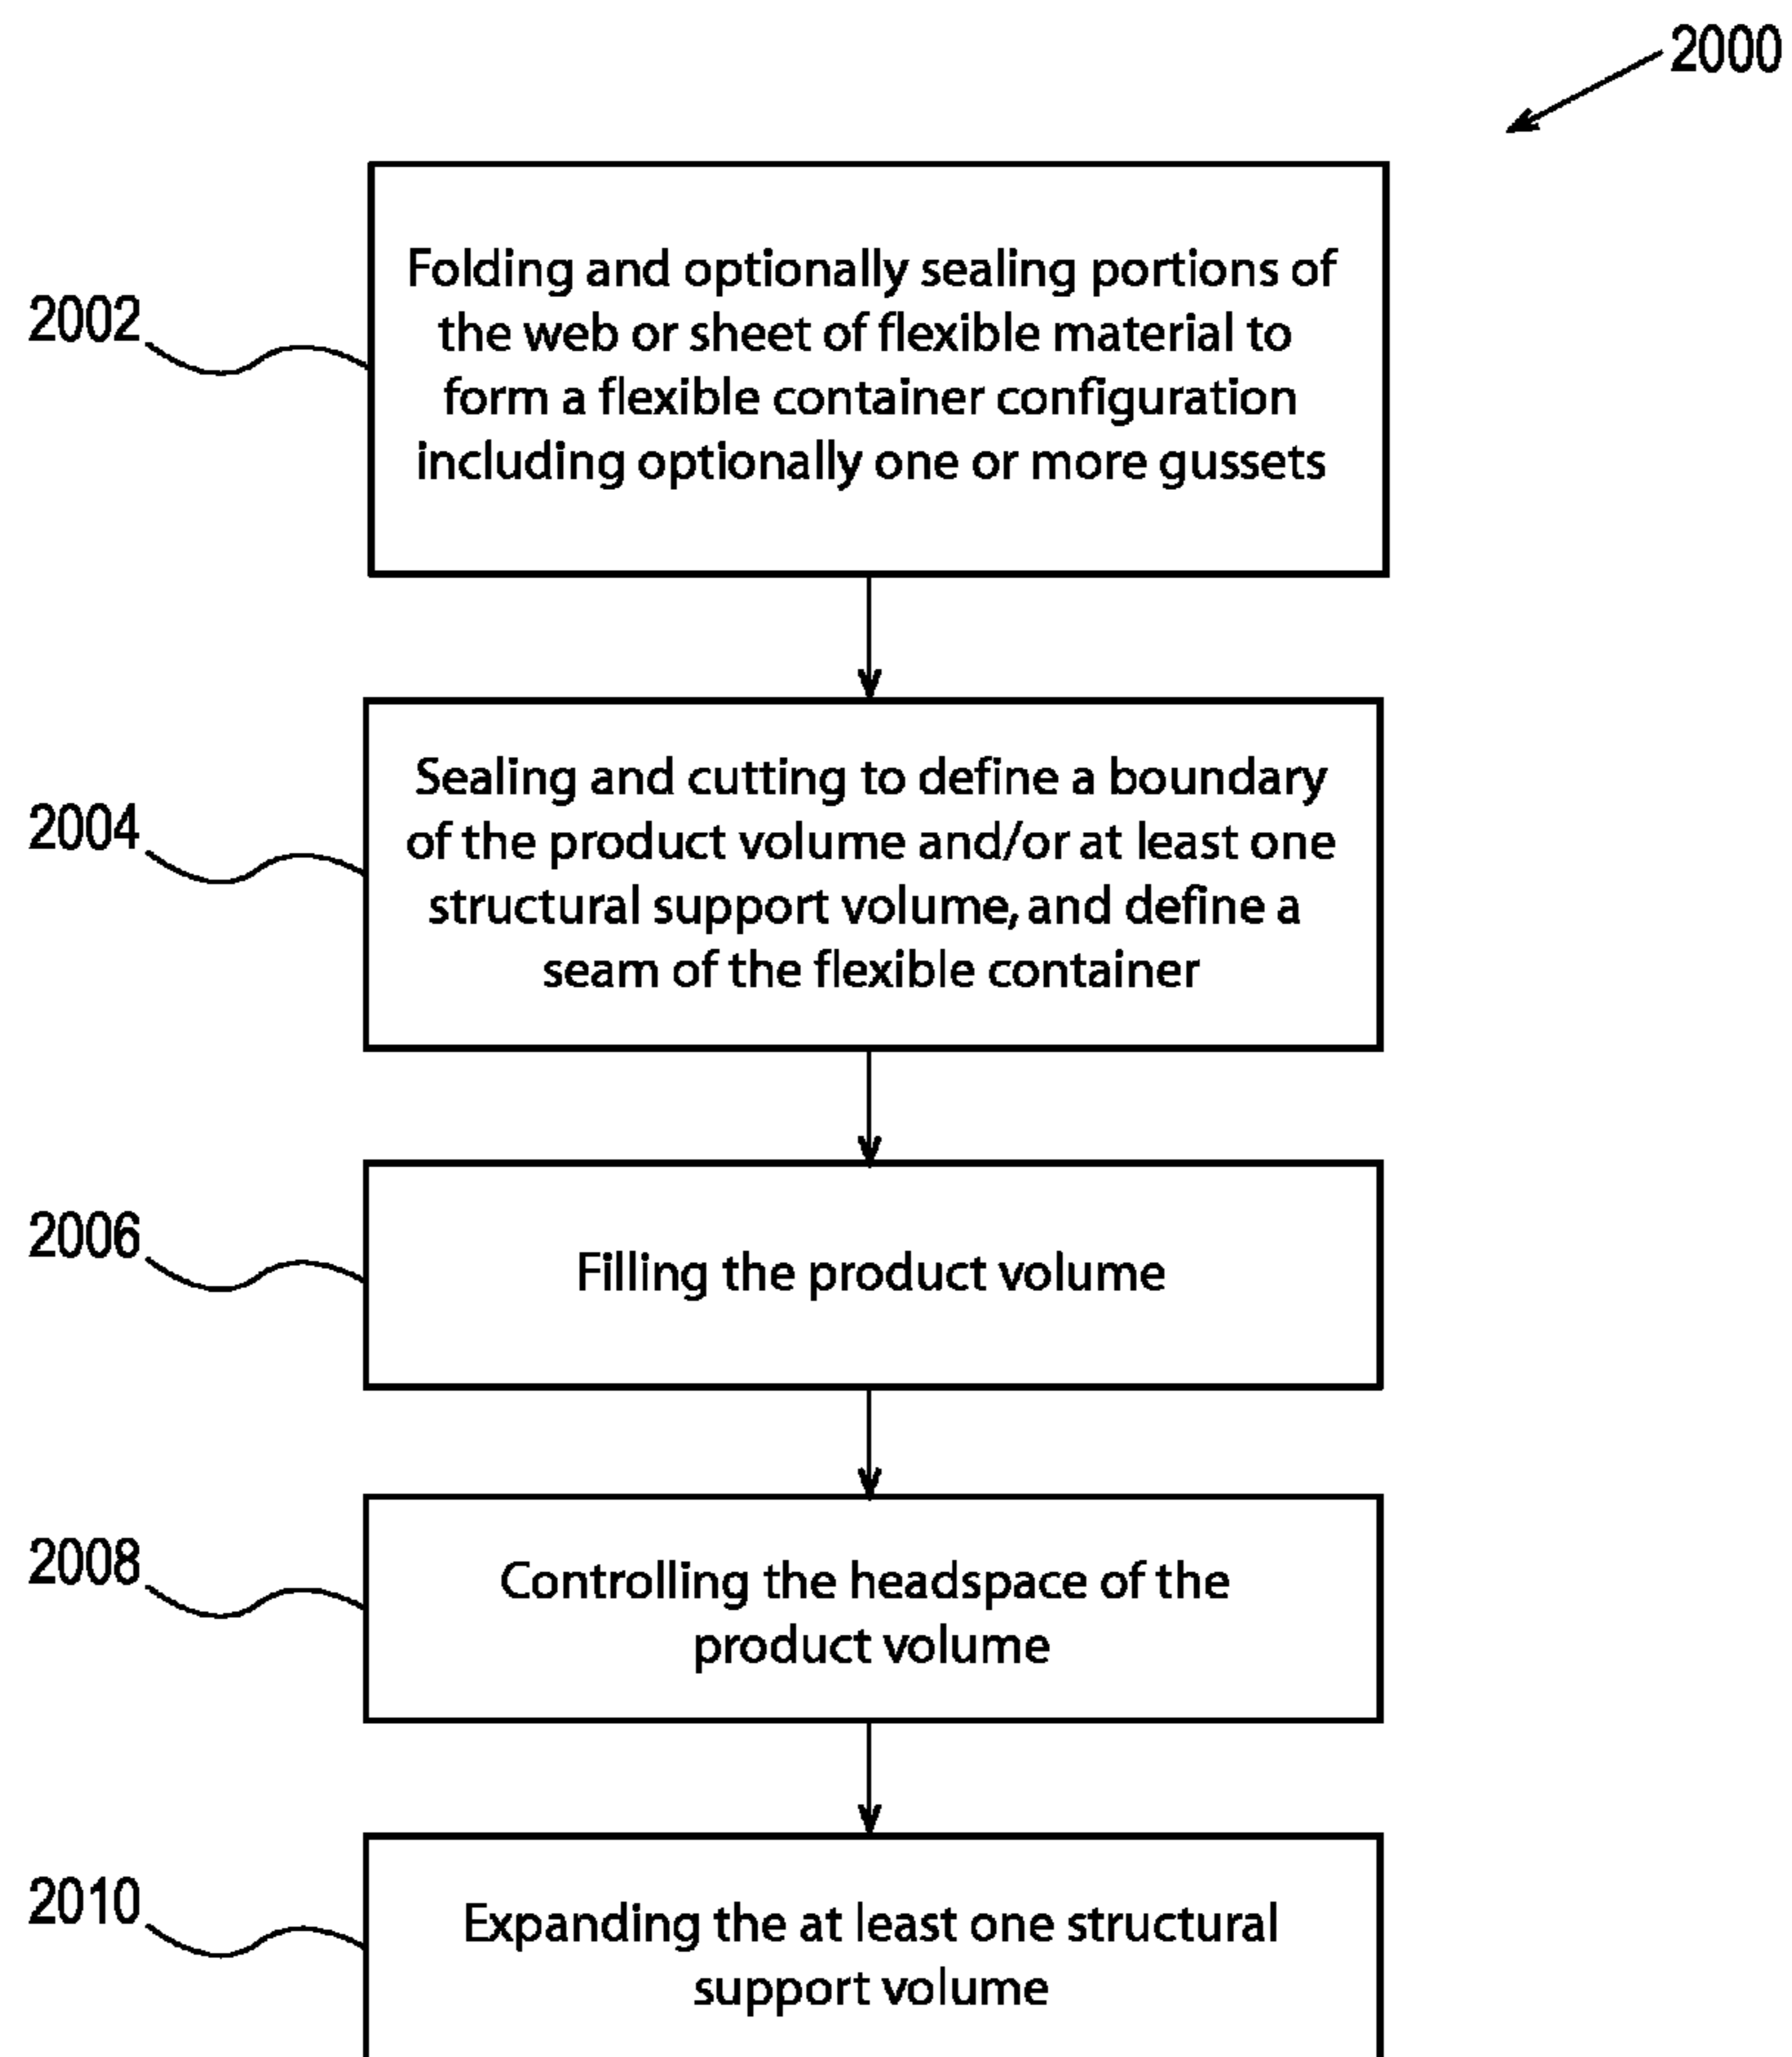 2000
2002
Folding and optionally sealing portions of
the web or sheet of flexible material to
form a flexible container configuration
including optionally one or more gussets
2004
Sealing and cutting to define a boundary
of the product volume and/or at least one
structural support volume, and define a
seam of the flexible container
2006
Filling the product volume
2008
Controlling the headspace of the
product volume
2010
Expanding the at least one structural
support volume